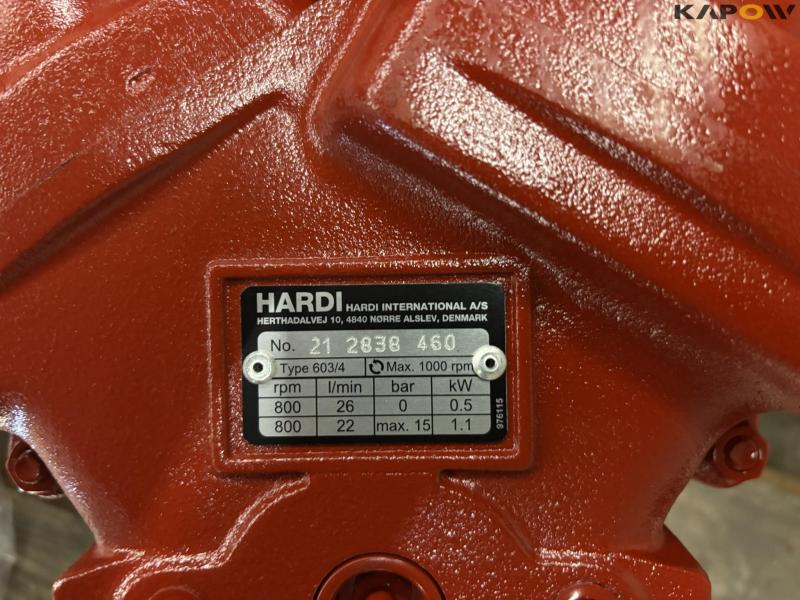 KAPOW
HARDI HARDI INTERNATIONAL A/S
HERTHADALVEJ 10, 4840 NØRRE ALSLEV, DENMARK
No. 21 2838 460
Type 603/4 Max. 1000 rpm
rpm l/min bar kW
800 26 0 0.5
800 22 max. 15 1.1
976115